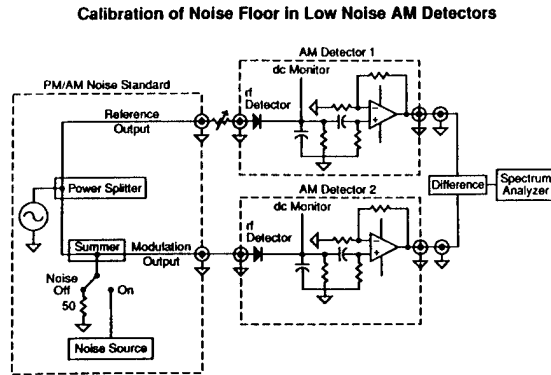 Calibration of Noise Floor in Low Noise AM Detectors
AM Detector 1
dc Monitor
rf
Detector
PM/AM Noise Standard
Reference
Output
Power Splitter
Summer
Modulation
Output
Noise
Off
50
On
Noise Source
AM Detector 2
dc Monitor
rf
Detector
Difference
Spectrum
Analyzer